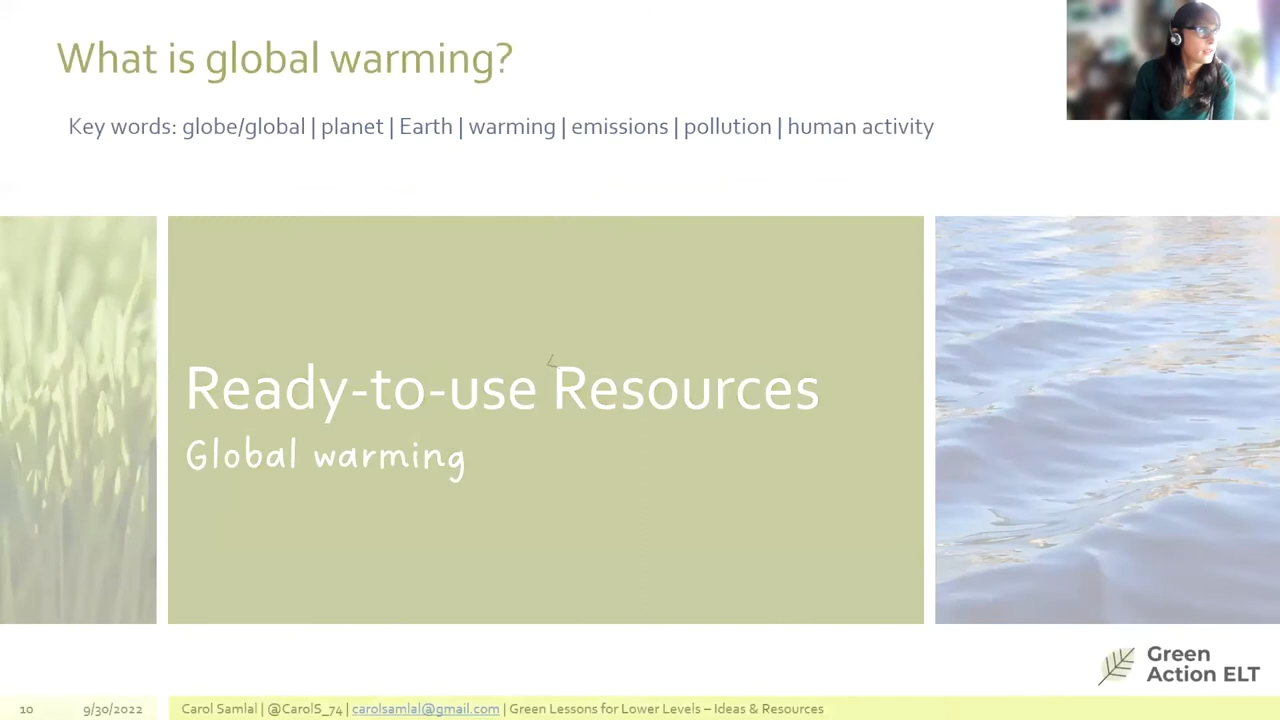 What is global warming?
Key words: globe/global | planet | Earth | warming | emissions | pollution | human activity
Ready-to-use Resources
Global warming
Green
Action ELT
10 9/30/2022 Carol Samlal | @CarolS_74 | carolsamlal@gmail.com | Green Lessons for Lower Levels – Ideas & Resources